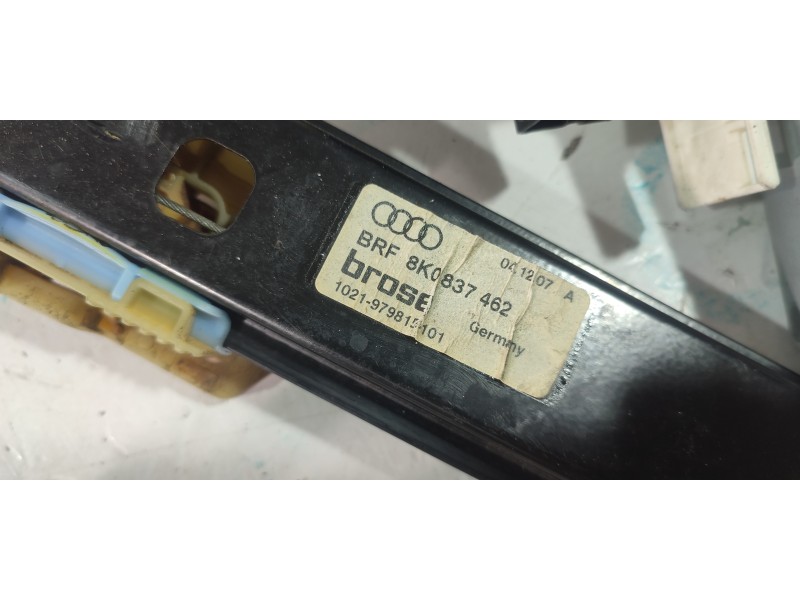 BRF 8K0837 462
04.12.07 A
brose
1021-979815101
Germny